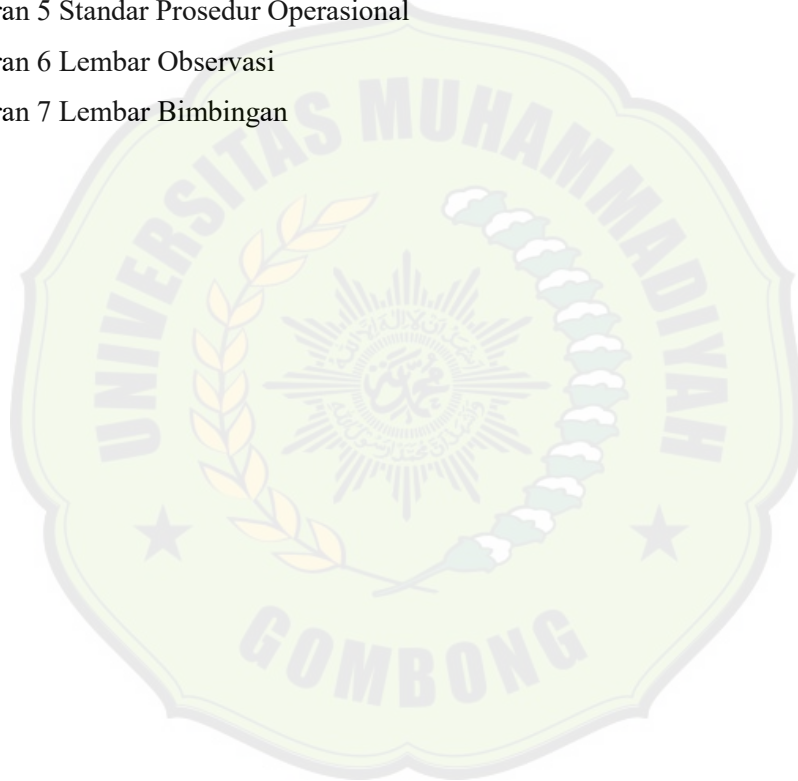 ran 5 Standar Prosedur Operasional
ran 6 Lembar Observasi
ran 7 Lembar Bimbingan
UNIVERSITAS MUHAMMADIYAH
GOMBONG